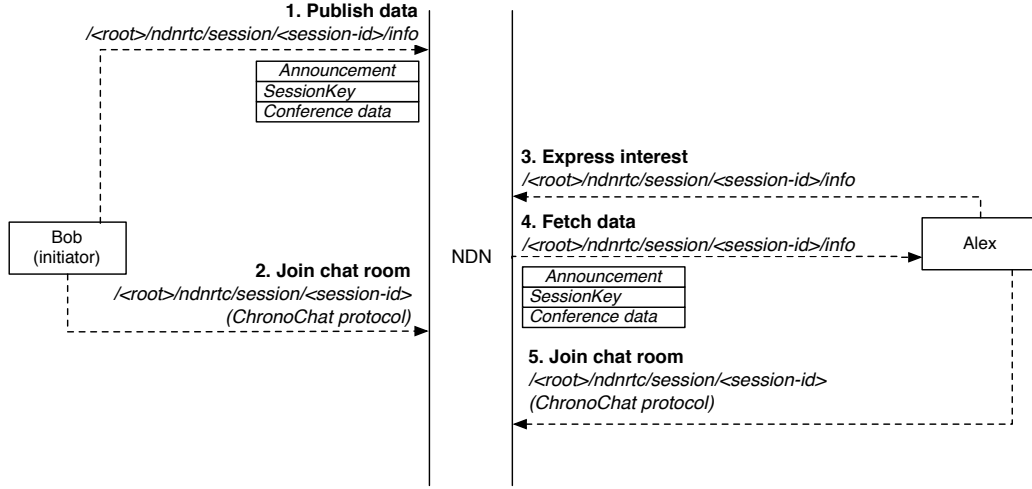 1. Publish data
/<root>/ndnrtc/session/<session-id>/info
Announcement
SessionKey
Conference data
3. Express interest
/<root>/ndnrtc/session/<session-id>/info
Bob
(initiator)
NDN
4. Fetch data
/<root>/ndnrtc/session/<session-id>/info
Alex
2. Join chat room
/<root>/ndnrtc/session/<session-id>
(ChronoChat protocol)
Announcement
SessionKey
Conference data
5. Join chat room
/<root>/ndnrtc/session/<session-id>
(ChronoChat protocol)